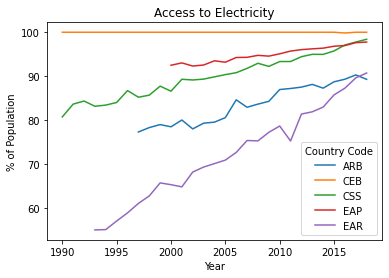 Access to Electricity
100
90
80
70
60
% of Population
1990
1995
2000
2005
2010
2015
Year
Country Code
ARB
CEB
CSS
EAP
EAR